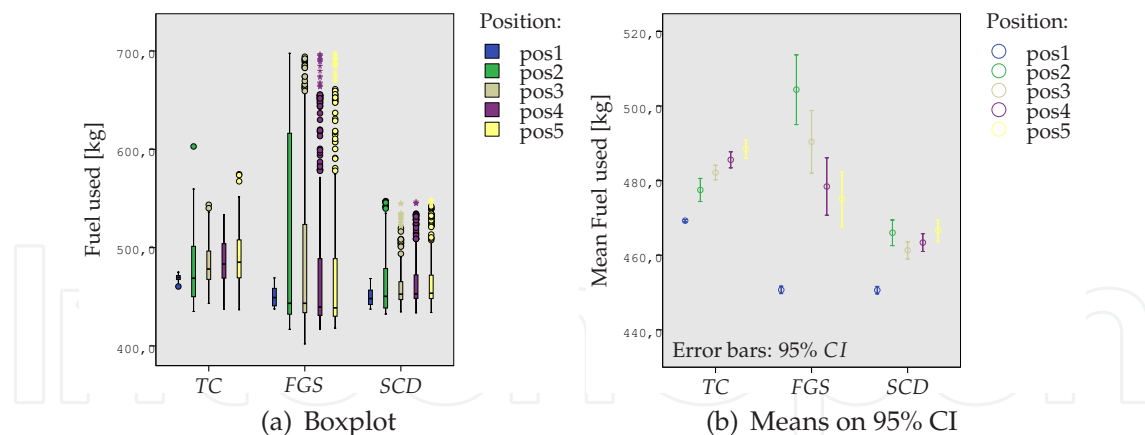 Position:
pos1
pos2
pos3
pos4
pos5
Fuel used [kg]
700,0
600,0
500,0
400,0
TC
FGS
SCD
(a) Boxplot
Position:
pos1
pos2
pos3
pos4
pos5
Mean Fuel used [kg]
520,0
500,0
480,0
460,0
440,0
Error bars: 95% CI
TC
FGS
SCD
(b) Means on 95% CI